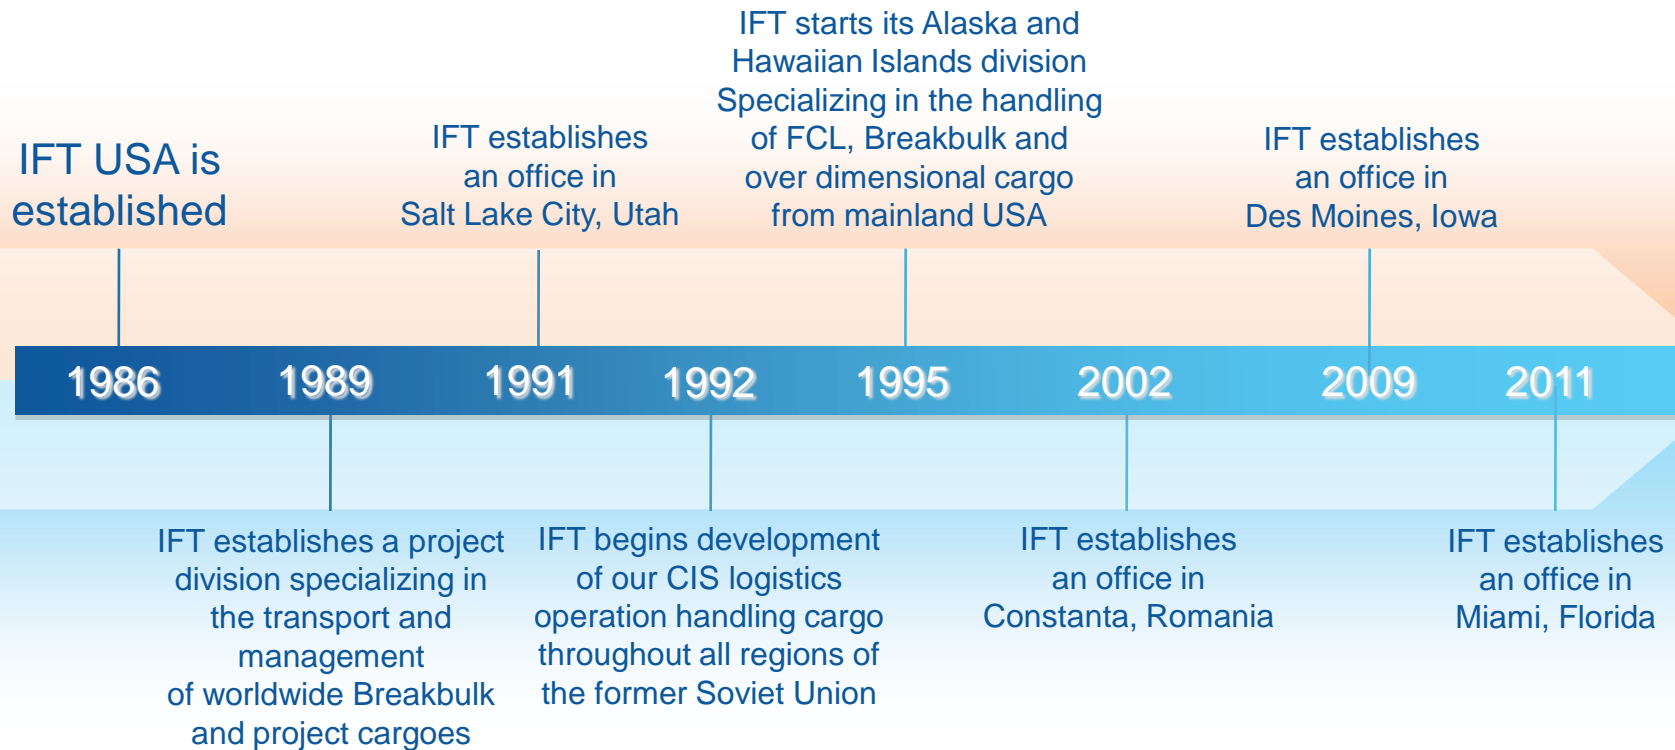 IFT USA is
established
IFT establishes
an office in
Salt Lake City, Utah
IFT starts its Alaska and
Hawaiian Islands division
Specializing in the handling
of FCL, Breakbulk and
over dimensional cargo
from mainland USA
IFT establishes
an office in
Des Moines, Iowa
1986 1989 1991 1992 1995 2002 2009 2011
IFT establishes a project
division specializing in
the transport and
management
of worldwide Breakbulk
and project cargoes
IFT begins development
of our CIS logistics
operation handling cargo
throughout all regions of
the former Soviet Union
IFT establishes
an office in
Constanta, Romania
IFT establishes
an office in
Miami, Florida